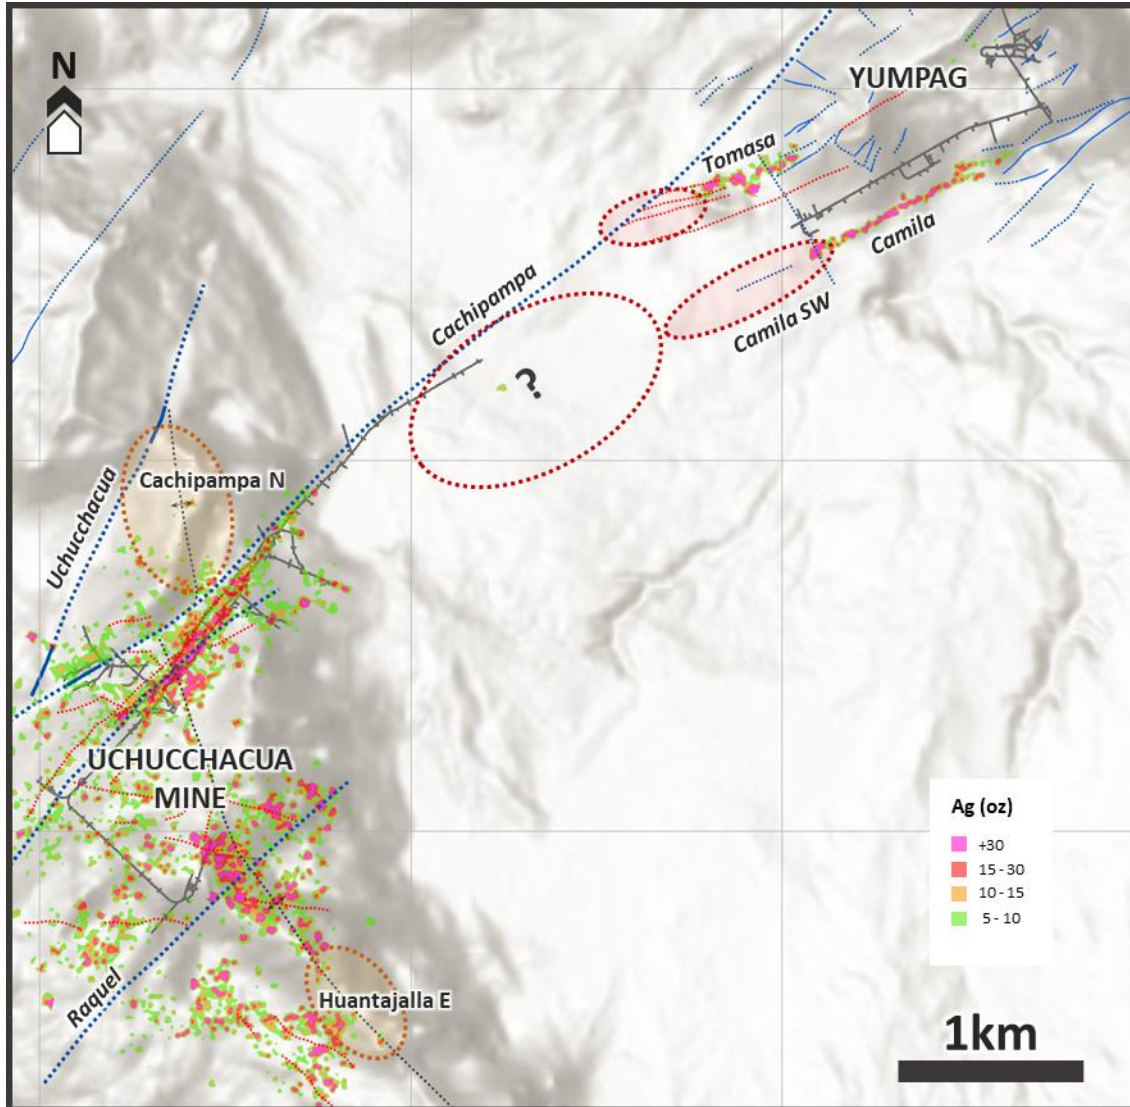 N
YUMPAG
Tomasa
Camila
Cachipampa
Camila SW
?
Cachipampa N
Uchucchacua
UCHUCCHACUA
MINE
Ag (oz)
+30
15 - 30
10 - 15
5 - 10
Raquel
Huantajalla E
1km